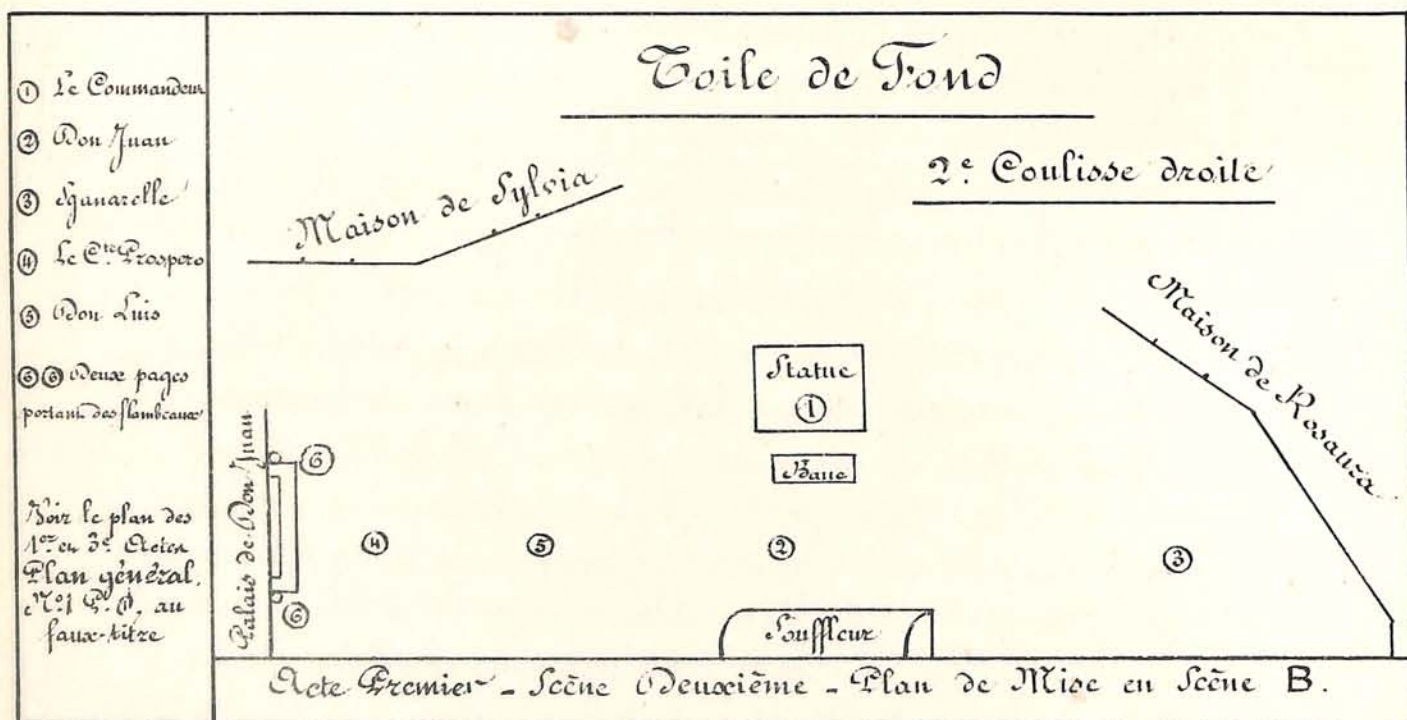 ① Le Commandeur
② Don Juan
③ Sganarelle
④ Le Cte Prospero
⑤ Don Luis
⑥⑥ Deux pages
portant des flambeaux
Voir le plan des
1er et 3e Actes
Plan général,
No 1 au
faux-titre
Toile de Fond
2e Coulisse droite
Maison de Sylvia
Maison de Rosaura
Statue
①
Banc
Palais de Don Juan
⑥
⑥
④
⑤
②
③
Souffleur
Acte Premier - Scène Deuxième - Plan de Mise en Scène B.